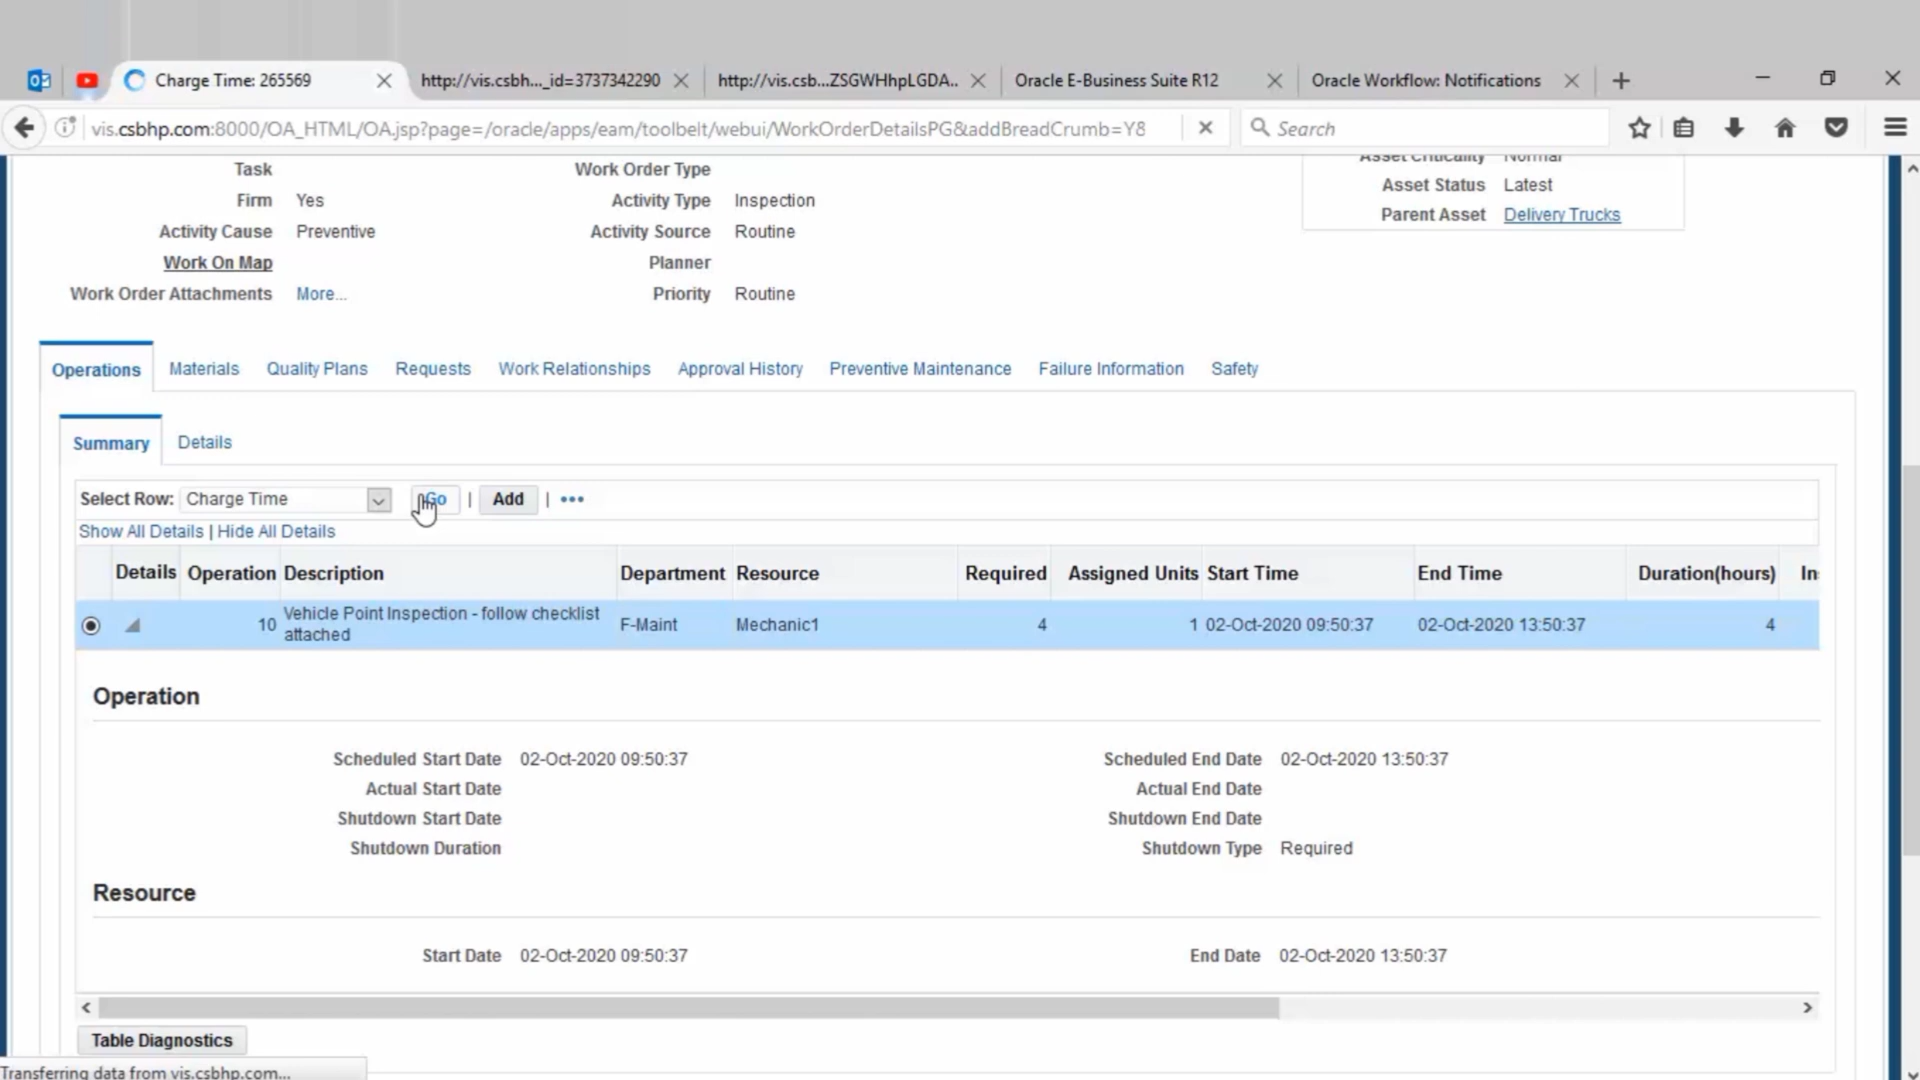 Charge Time: 265569
http://vis.csbh..._id=3737342290
http://vis.csb...ZSGWHhpLGDA..
Oracle E-Business Suite R12
Oracle Workflow: Notifications
vis.csbhp.com:8000/OA_HTML/OA.jsp?page=/oracle/apps/eam/toolbelt/webui/WorkOrderDetailsPG&addBreadCrumb=Y8
Search
Task
Work Order Type
Asset Criticality Normal
Firm Yes
Activity Type Inspection
Asset Status Latest
Activity Cause Preventive
Activity Source Routine
Parent Asset Delivery Trucks
Work On Map
Planner
Work Order Attachments More...
Priority Routine
Operations Materials Quality Plans Requests Work Relationships Approval History Preventive Maintenance Failure Information Safety
Summary Details
Select Row: Charge Time Go | Add | •••
Show All Details | Hide All Details
Details Operation Description Department Resource Required Assigned Units Start Time End Time Duration(hours) In
10 Vehicle Point Inspection - follow checklist attached F-Maint Mechanic1 4 1 02-Oct-2020 09:50:37 02-Oct-2020 13:50:37 4
Operation
Scheduled Start Date 02-Oct-2020 09:50:37 Scheduled End Date 02-Oct-2020 13:50:37
Actual Start Date Actual End Date
Shutdown Start Date Shutdown End Date
Shutdown Duration Shutdown Type Required
Resource
Start Date 02-Oct-2020 09:50:37 End Date 02-Oct-2020 13:50:37
Table Diagnostics
Transferring data from vis.csbhp.com...